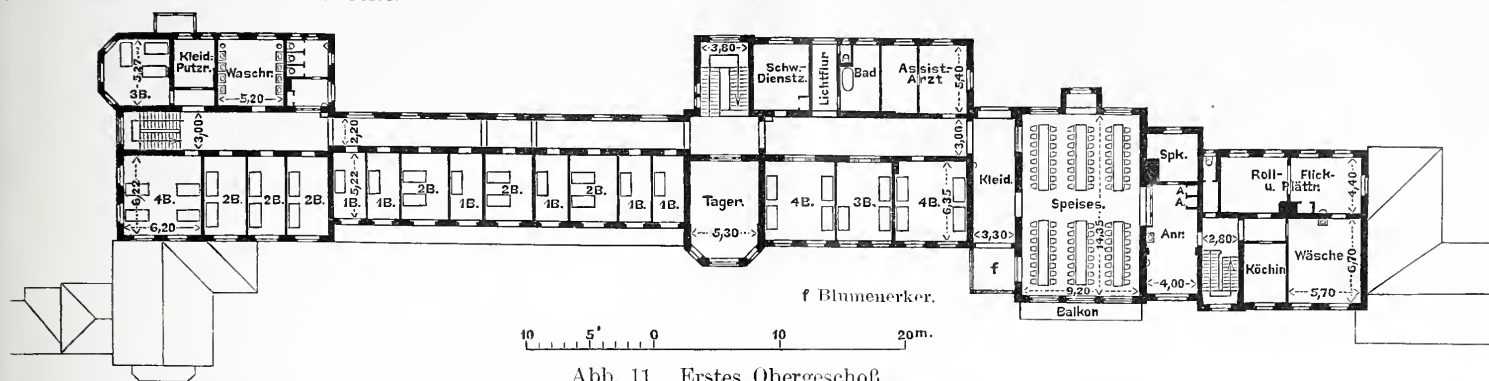 Kleid.- Putzr.
Waschr.
5,27
3B.
5,20
3,00
2,20
6,22
4B.
6,20
2B.
2B.
2B.
1B.
5,22
1B.
2B.
1B.
2B.
1B.
2B.
1B.
1B.
3,80
Schw.- Dienstz.
Lichtflur
Bad
Assist.- Arzt
5,40
3,00
Tager.
5,30
4B.
3B.
4B.
6,35
Kleid.
3,30
f
Speises.
14,35
9,20
Balkon
Spk.
A.
A.
Anr.
4,00
Roll- u. Plättr.
Flick-
4,40
2,80
Köchin
Wäsche
6,70
5,70
f Blumenerker.
10 5 0 10 20m.
Abb. 11 Erstes Obergeschoß